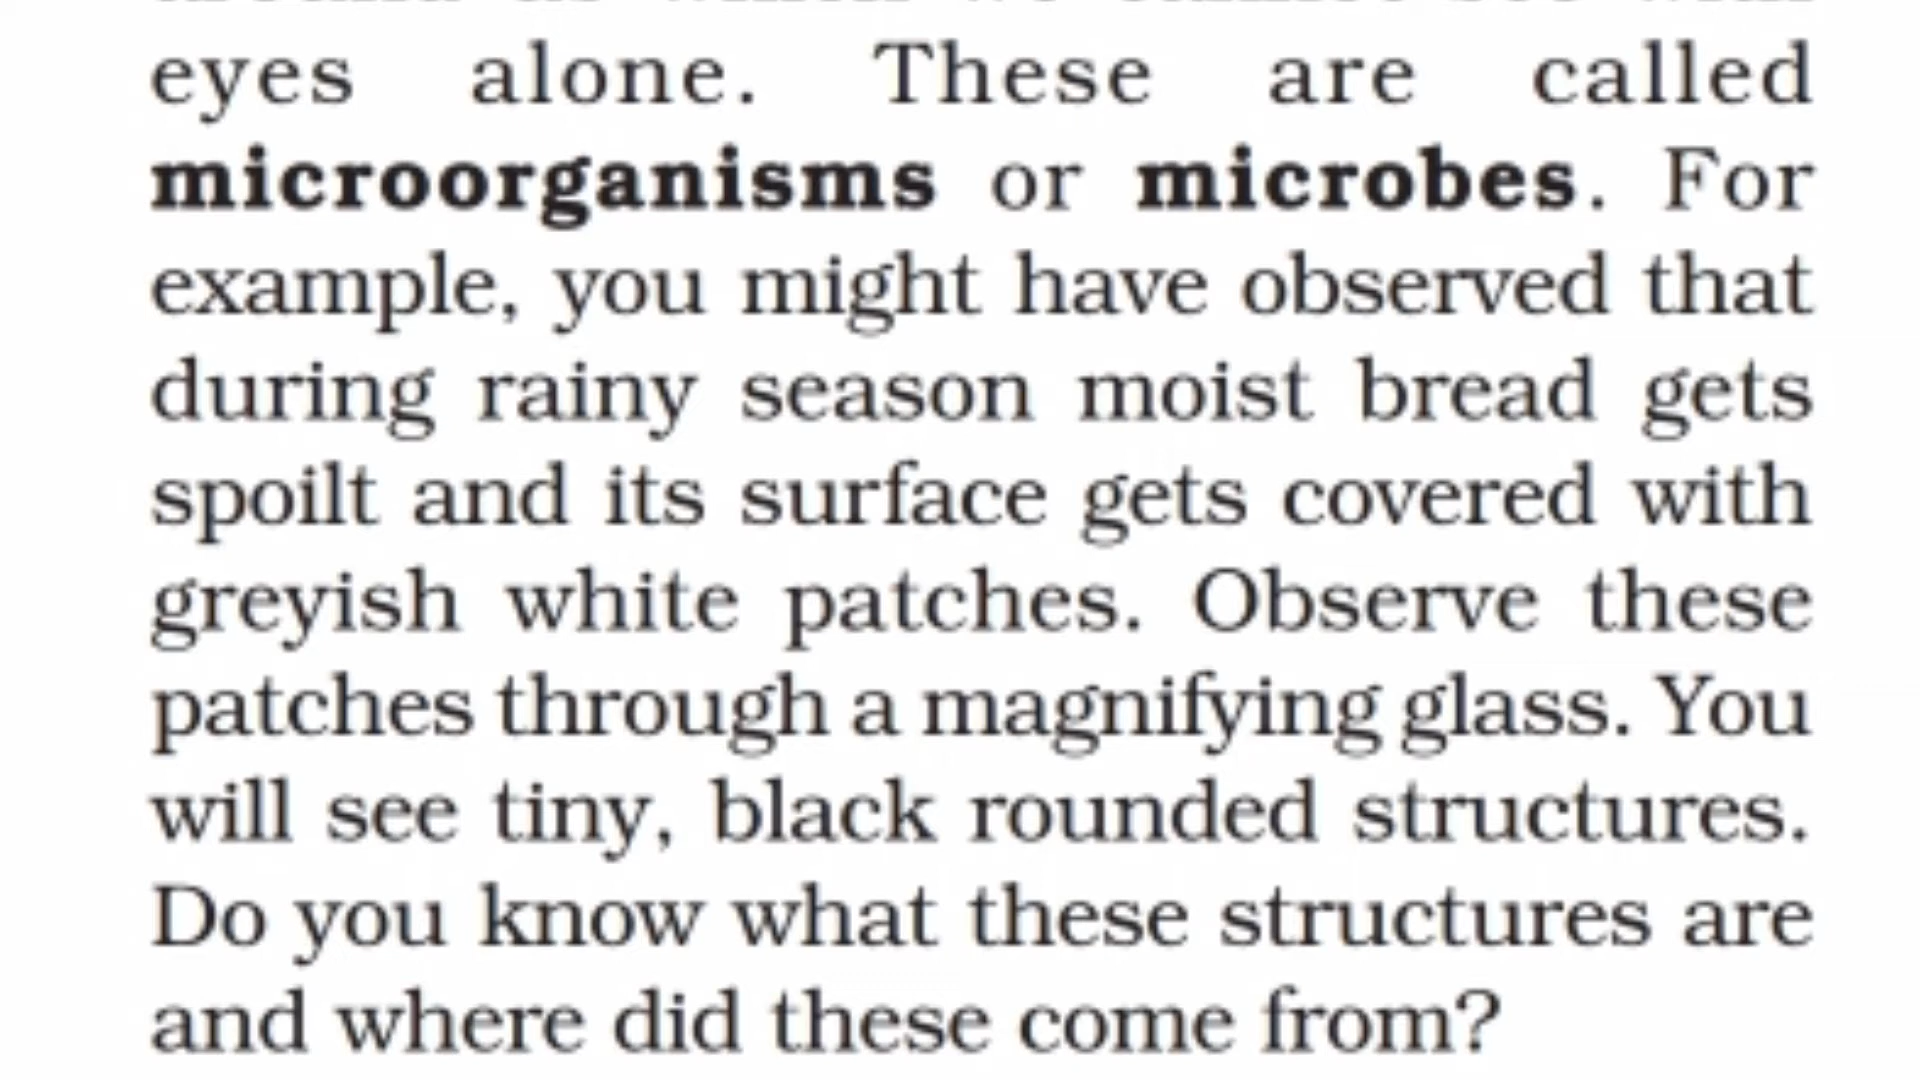 eyes alone. These are called
microorganisms or microbes. For
example, you might have observed that
during rainy season moist bread gets
spoilt and its surface gets covered with
greyish white patches. Observe these
patches through a magnifying glass. You
will see tiny, black rounded structures.
Do you know what these structures are
and where did these come from?